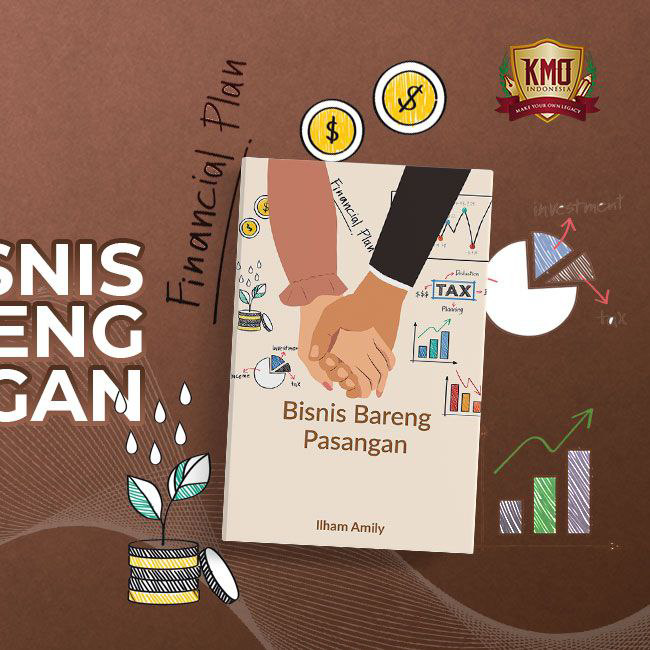 KMO
INDONESIA
MAKE YOUR OWN LEGACY
Financial Plan
SNIS
ENG
GAN
Financial Plan
Deduction
$$$ TAX
Planning
investment
income
tax
Bisnis Bareng
Pasangan
Ilham Amily
investment
tax